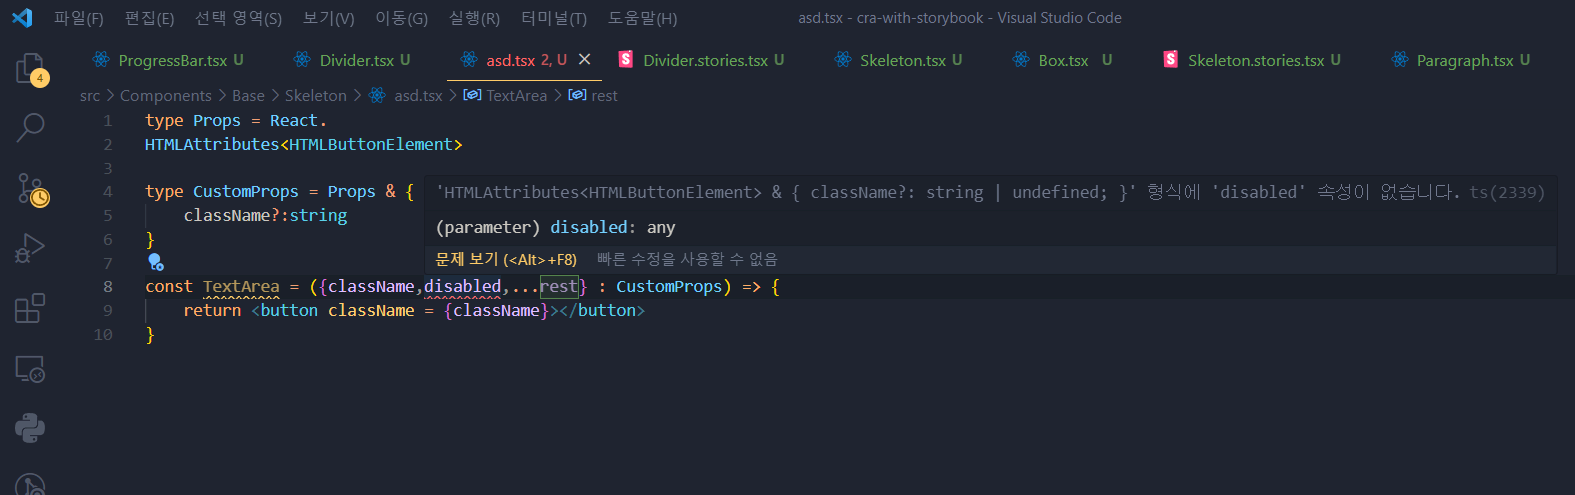 파일(F) 편집(E) 선택 영역(S) 보기(V) 이동(G) 실행(R) 터미널(T) 도움말(H) asd.tsx - cra-with-storybook - Visual Studio Code
ProgressBar.tsx U Divider.tsx U asd.tsx 2, U Divider.stories.tsx U Skeleton.tsx U Box.tsx U Skeleton.stories.tsx U Paragraph.tsx U
4
src > Components > Base > Skeleton > asd.tsx > TextArea > rest
1 type Props = React.
2 HTMLAttributes<HTMLButtonElement>
3
4 type CustomProps = Props & {
'HTMLAttributes<HTMLButtonElement> & { className?: string | undefined; }' 형식에 'disabled' 속성이 없습니다. ts(2339)
5 className?:string
(parameter) disabled: any
6 }
문제 보기 (<Alt>+F8) 빠른 수정을 사용할 수 없음
7
8 const TextArea = ({className,disabled,...rest} : CustomProps) => {
9 return <button className = {className}></button>
10 }